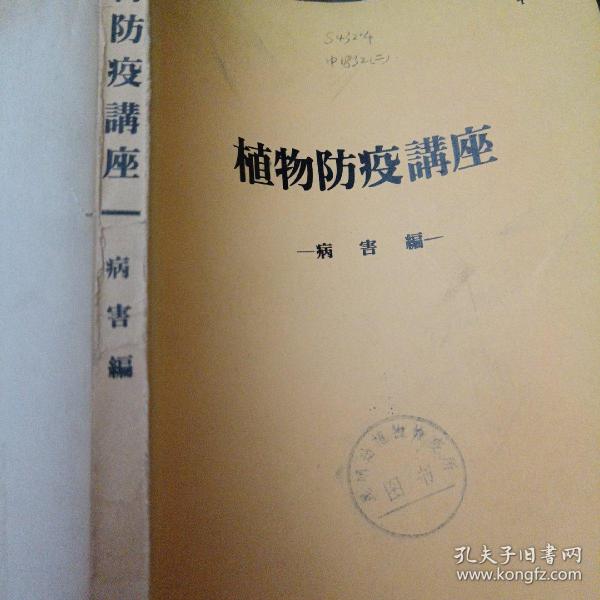 物防疫講座
病害編
S432.4
植物防疫講座
—病害編—
图书
孔夫子旧书网
www.kongfz.com